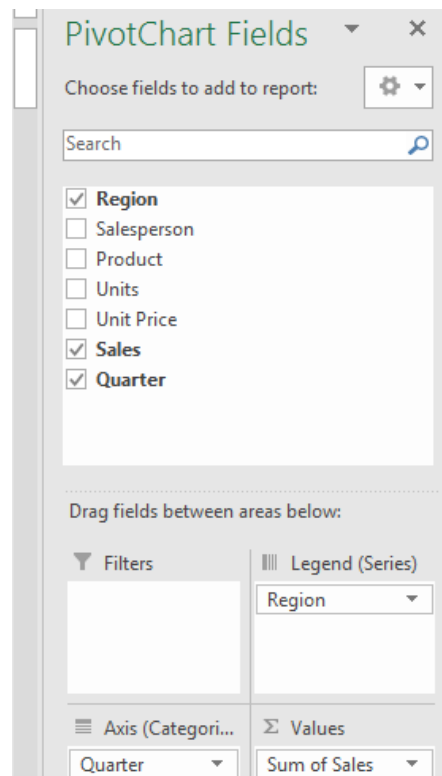 PivotChart Fields
Choose fields to add to report:
Search
Region
Salesperson
Product
Units
Unit Price
Sales
Quarter
Drag fields between areas below:
Filters
Legend (Series)
Region
Axis (Categori...
Σ Values
Quarter
Sum of Sales